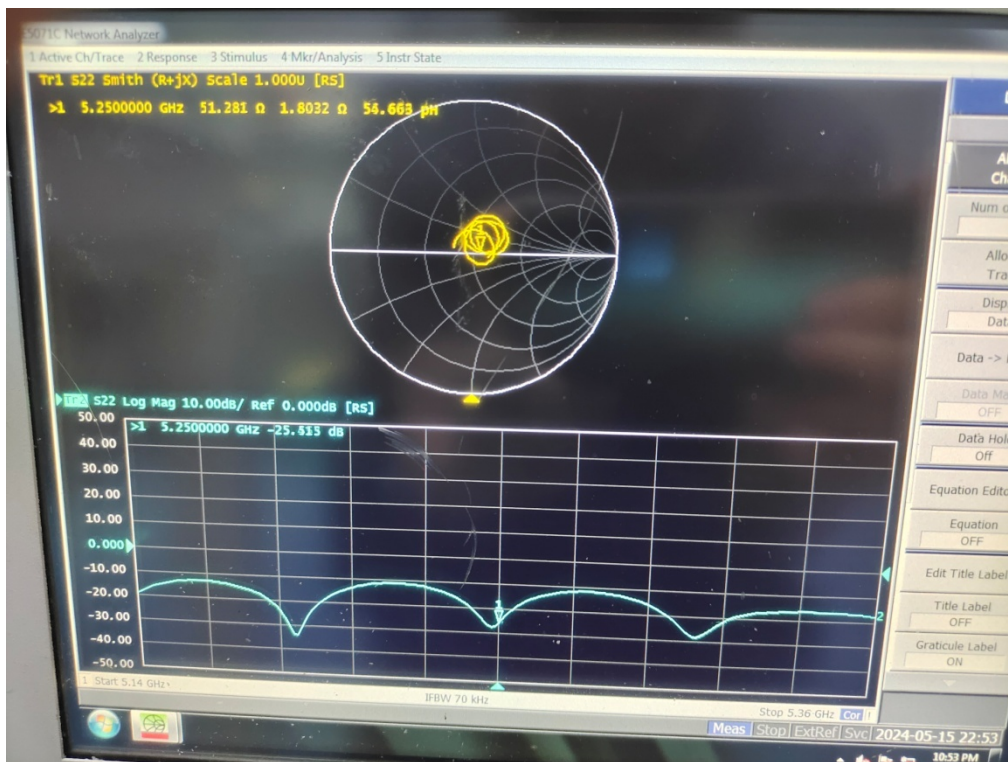 E5071C Network Analyzer
1 Active Ch/Trace 2 Response 3 Stimulus 4 Mkr/Analysis 5 Instr State
Tr1 S22 Smith (R+jX) Scale 1.000U [RS]
>1 5.2500000 GHz 51.281 Ω 1.8032 Ω 54.663 pH
Num o
Allo
Tra
Disp
Dat
Data ->
Data Ma
OFF
Data Hol
Off
Equation Edito
Equation
OFF
Edit Title Label
Title Label
OFF
Graticule Label
ON
Tr2 S22 Log Mag 10.00dB/ Ref 0.000dB [RS]
>1 5.2500000 GHz -25.513 dB
50.00
40.00
30.00
20.00
10.00
0.000
-10.00
-20.00
-30.00
-40.00
-50.00
1
2
1 Start 5.14 GHz
IFBW 70 kHz
Stop 5.36 GHz Cor !
Meas Stop ExtRef Svc 2024-05-15 22:53
10:53 PM